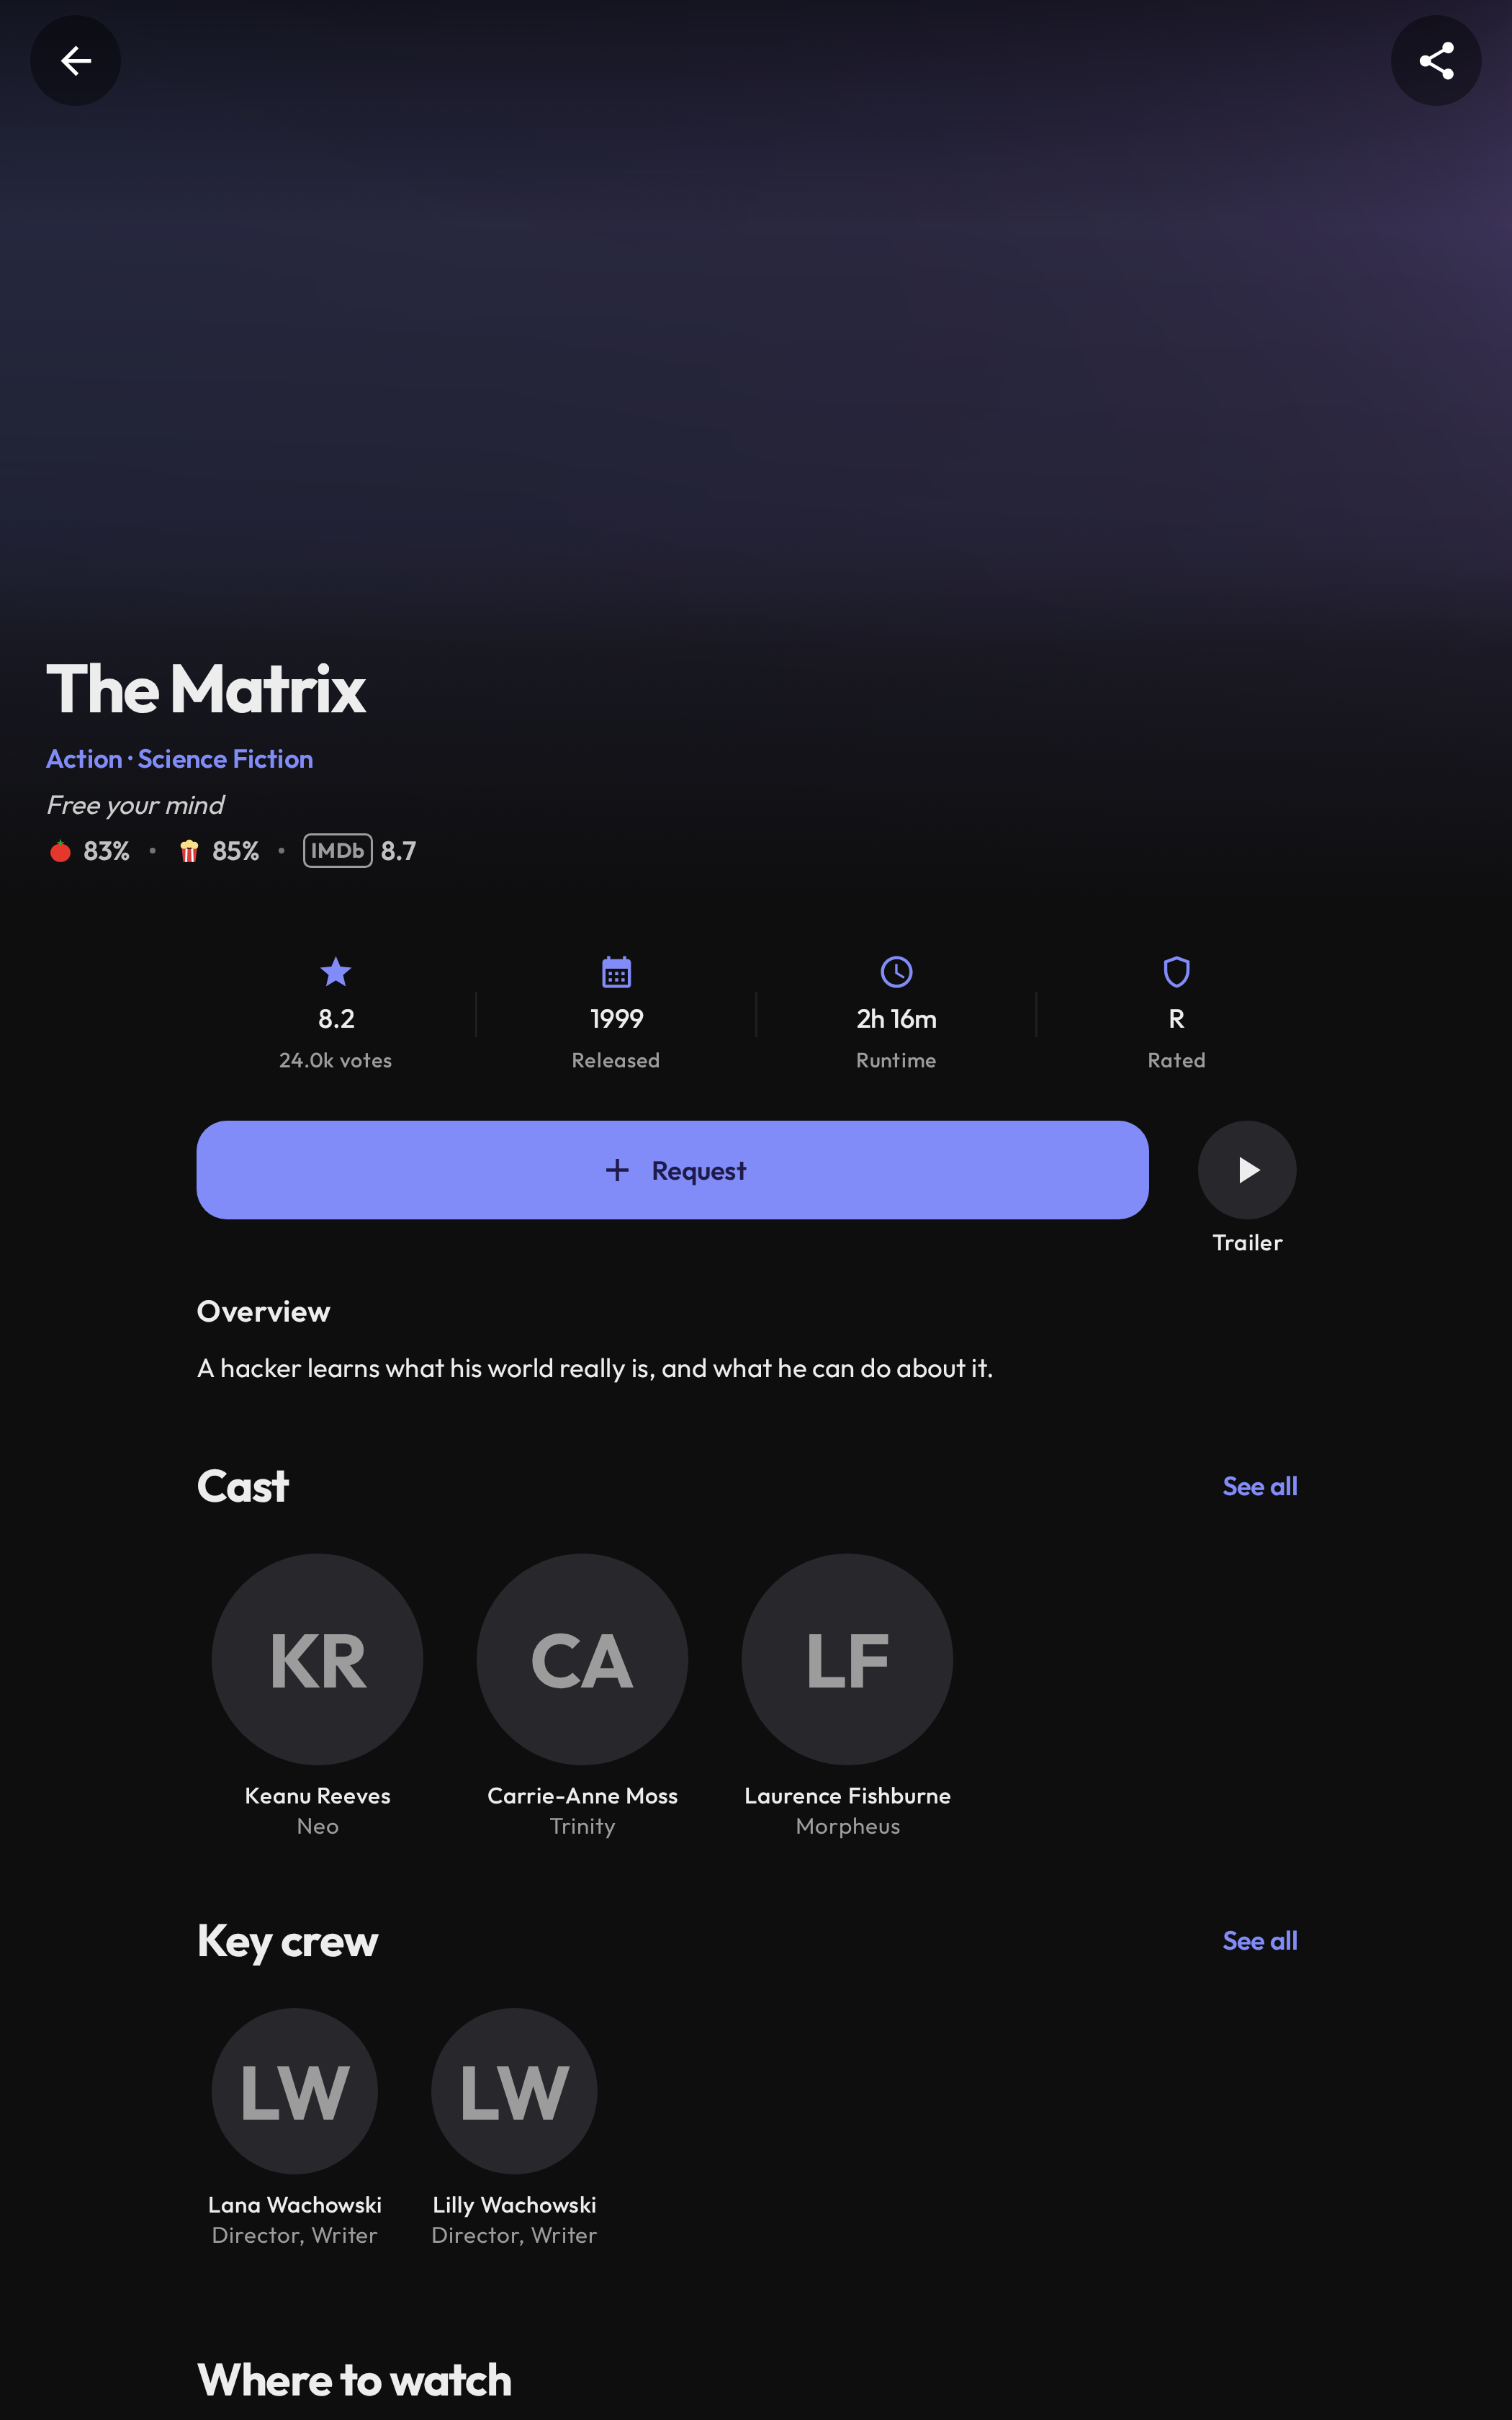 The Matrix
Action · Science Fiction
Free your mind
83% • 85% • IMDb 8.7
8.2 1999 2h 16m R
24.0k votes Released Runtime Rated
+ Request
Trailer
Overview
A hacker learns what his world really is, and what he can do about it.
Cast See all
KR CA LF
Keanu Reeves Carrie-Anne Moss Laurence Fishburne
Neo Trinity Morpheus
Key crew See all
LW LW
Lana Wachowski Lilly Wachowski
Director, Writer Director, Writer
Where to watch